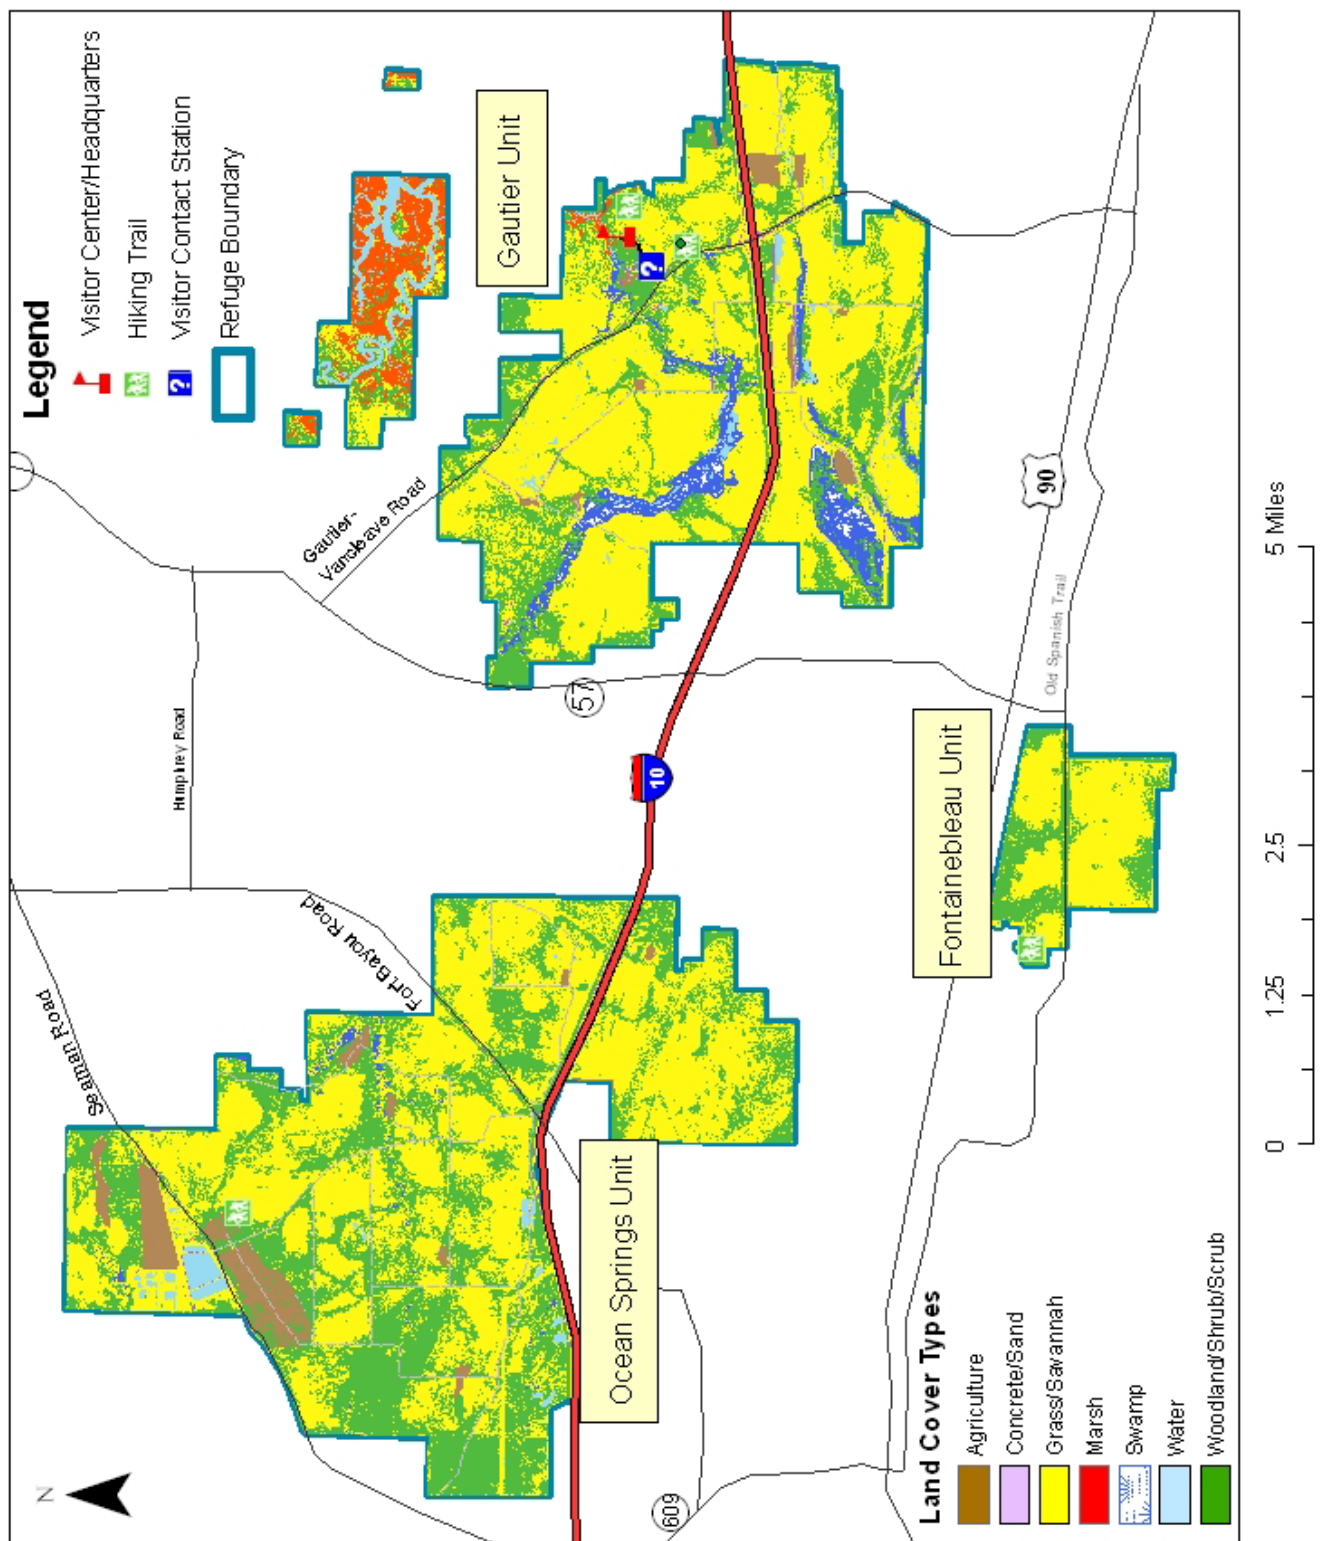 Legend
Visitor Center/Headquarters
Hiking Trail
Visitor Contact Station
?
Refuge Boundary
Gautier Unit
?
Gautier-
Vancleave Road
Humphrey Road
57
10
Seaman Road
Fort Bayou Road
Ocean Springs Unit
Fontainebleau Unit
90
Old Spanish Trail
609
N
Land Cover Types
Agriculture
Concrete/Sand
Grass/Savannah
Marsh
Swamp
Water
Woodland/Shrub/Scrub
0 1.25 2.5 5 Miles